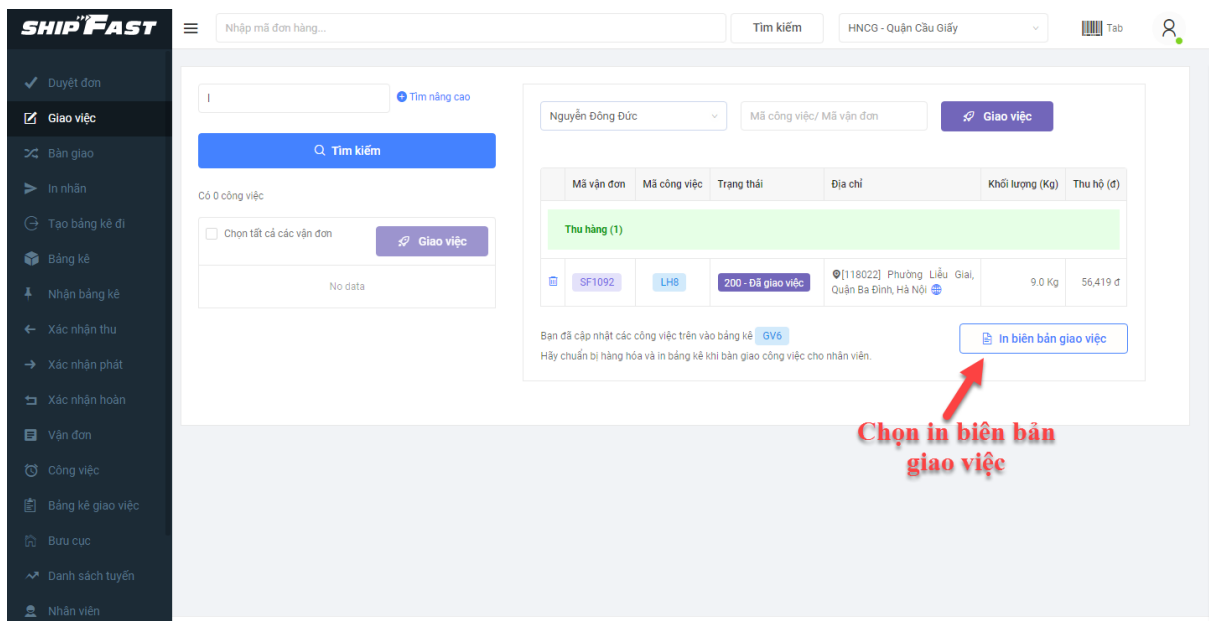 SHIPFAST
Nhập mã đơn hàng...
Tìm kiếm
HNCG - Quận Cầu Giấy
Tab
Duyệt đơn
Giao việc
Bàn giao
In nhãn
Tạo bảng kê đi
Bảng kê
Nhận bảng kê
Xác nhận thu
Xác nhận phát
Xác nhận hoàn
Vận đơn
Công việc
Bảng kê giao việc
Bưu cục
Danh sách tuyến
Nhân viên
Tìm nâng cao
Tìm kiếm
Có 0 công việc
Chọn tất cả các vận đơn
Giao việc
No data
Nguyễn Đông Đức
Mã công việc/ Mã vận đơn
Giao việc
Mã vận đơn Mã công việc Trạng thái Địa chỉ Khối lượng (Kg) Thu hộ (đ)
Thu hàng (1)
SF1092 LH8 200 - Đã giao việc [118022] Phường Liễu Giai, 9.0 Kg 56,419 đ
Quận Ba Đình, Hà Nội
Bạn đã cập nhật các công việc trên vào bảng kê GV6
Hãy chuẩn bị hàng hóa và in bảng kê khi bàn giao công việc cho nhân viên.
In biên bản giao việc
Chọn in biên bản
giao việc